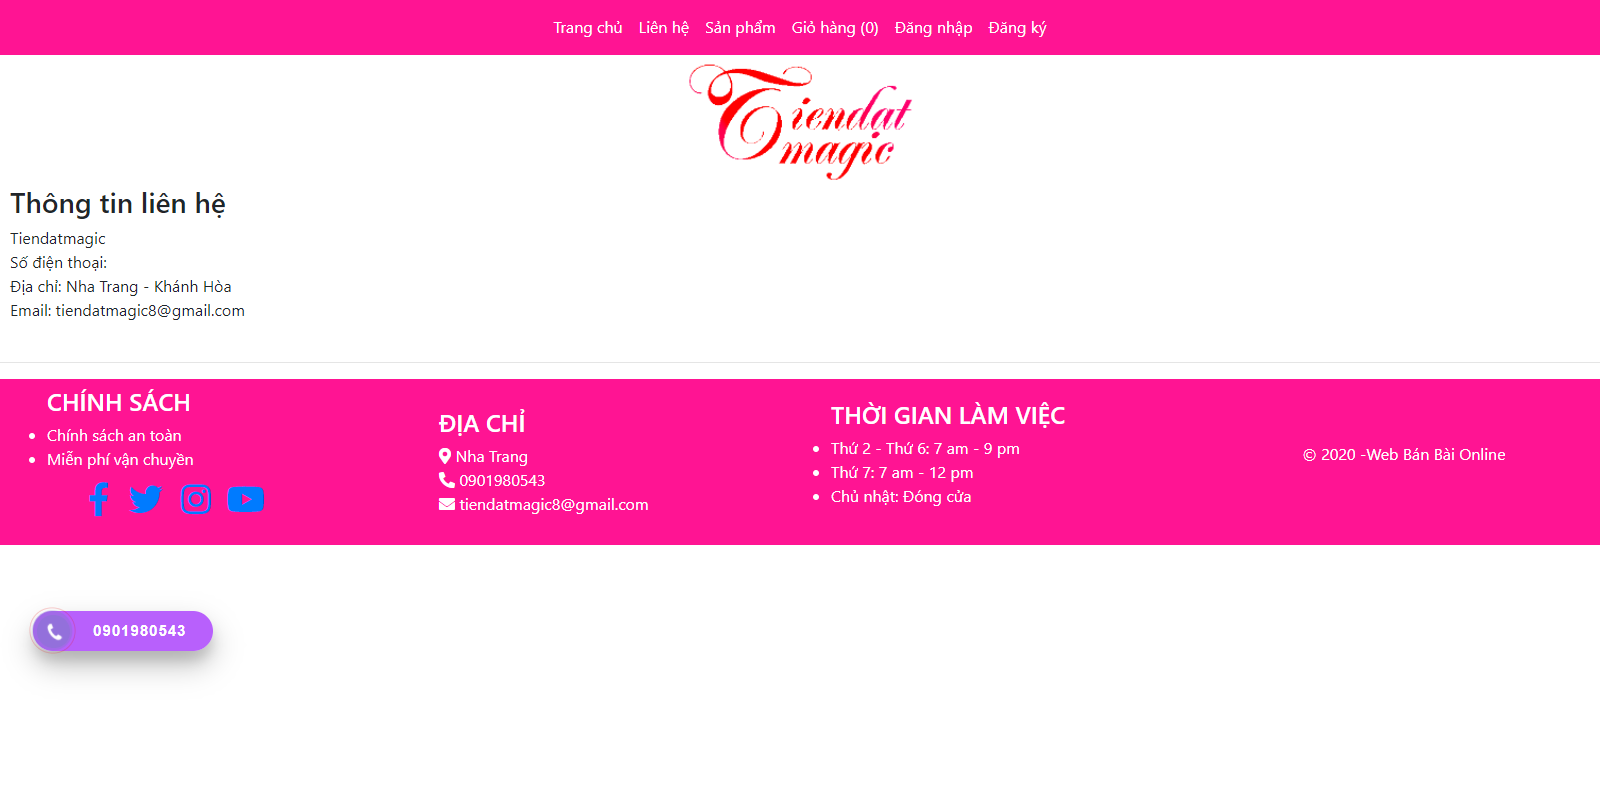 Trang chủ Liên hệ Sản phẩm Giỏ hàng (0) Đăng nhập Đăng ký
Tiendat
magic
Thông tin liên hệ
Tiendatmagic
Số điện thoại:
Địa chỉ: Nha Trang - Khánh Hòa
Email: tiendatmagic8@gmail.com
CHÍNH SÁCH
Chính sách an toàn
Miễn phí vận chuyền
ĐỊA CHỈ
Nha Trang
0901980543
tiendatmagic8@gmail.com
THỜI GIAN LÀM VIỆC
Thứ 2 - Thứ 6: 7 am - 9 pm
Thứ 7: 7 am - 12 pm
Chủ nhật: Đóng cửa
© 2020 -Web Bán Bài Online
0901980543